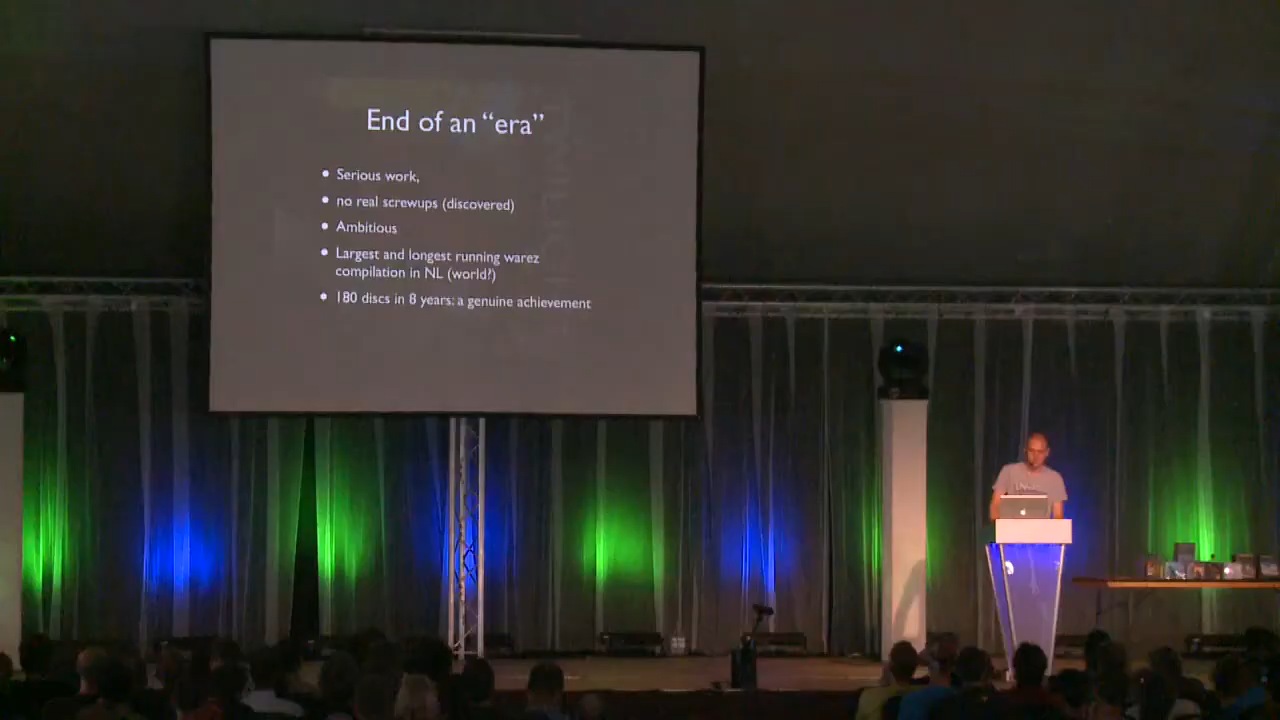 End of an “era”
• Serious work,
• no real screwups (discovered)
• Ambitious
• Largest and longest running warez
compilation in NL (world?)
• 180 discs in 8 years: a genuine achievement